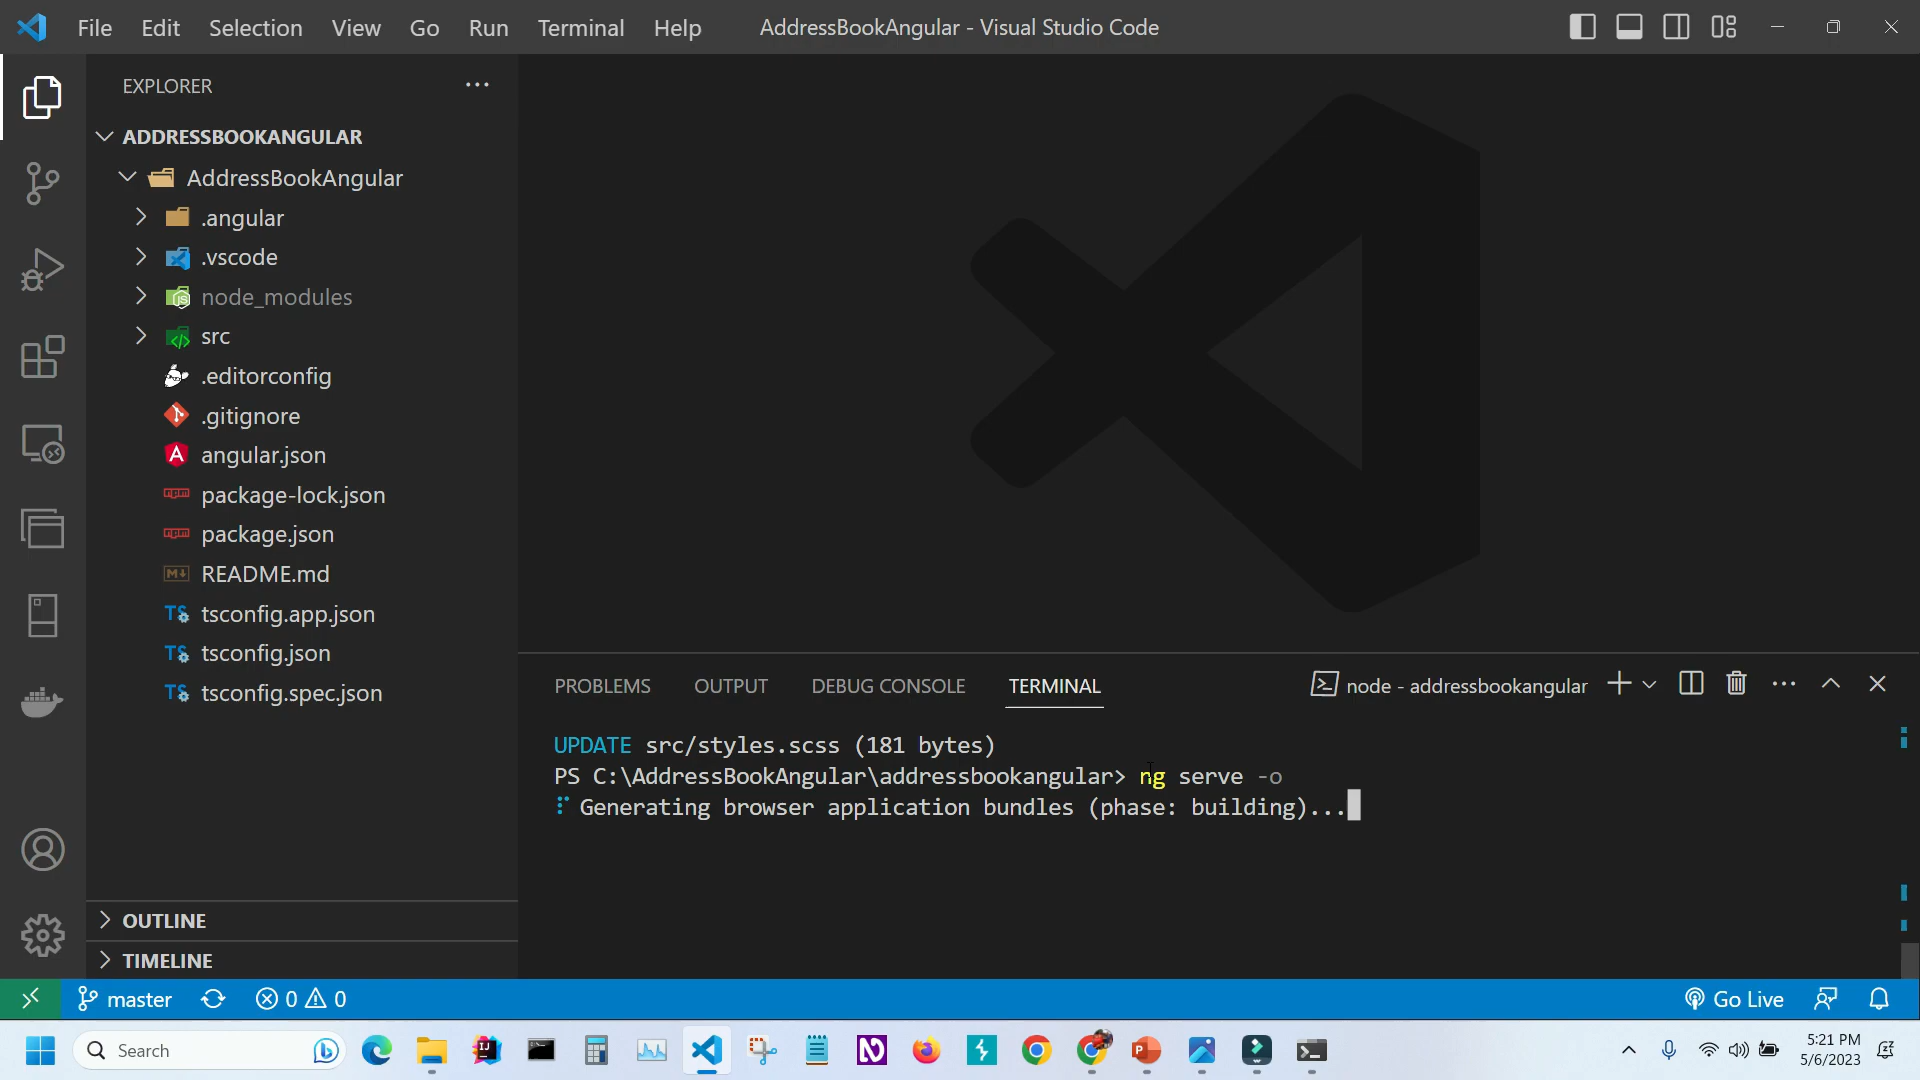 File Edit Selection View Go Run Terminal Help AddressBookAngular - Visual Studio Code
EXPLORER
ADDRESSBOOKANGULAR
AddressBookAngular
.angular
.vscode
node_modules
src
.editorconfig
.gitignore
angular.json
package-lock.json
package.json
README.md
tsconfig.app.json
tsconfig.json
tsconfig.spec.json
OUTLINE
TIMELINE
PROBLEMS OUTPUT DEBUG CONSOLE TERMINAL node - addressbookangular
UPDATE src/styles.scss (181 bytes)
PS C:\AddressBookAngular\addressbookangular> ng serve -o
Generating browser application bundles (phase: building)...
master 0 0 Go Live
Search
5:21 PM
5/6/2023